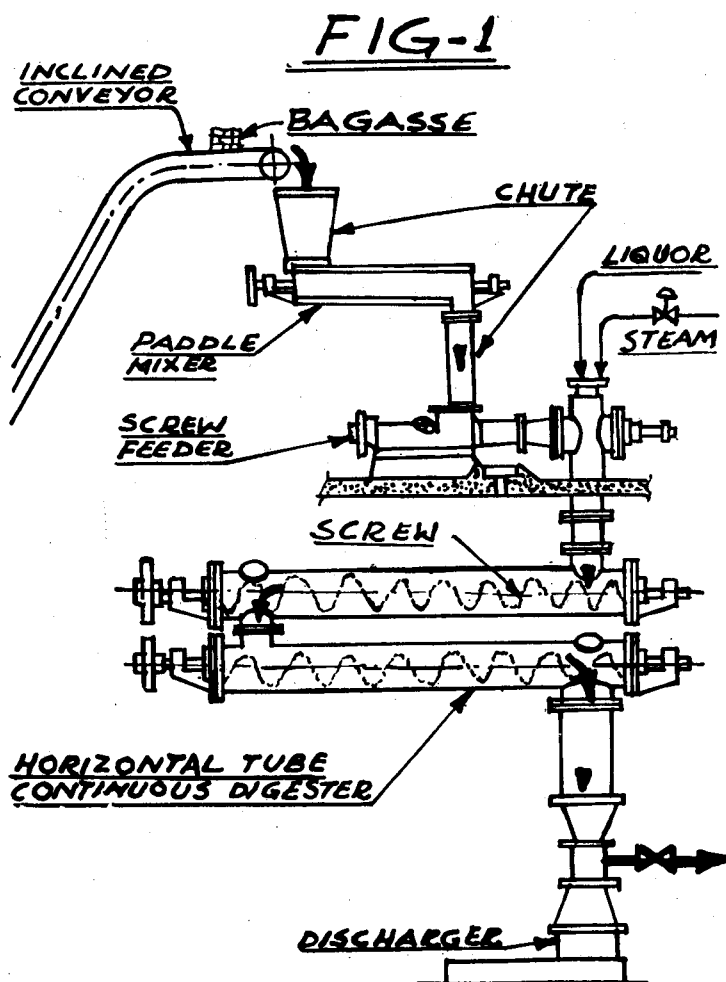 FIG-1
INCLINED
CONVEYOR
BAGASSE
CHUTE
LIQUOR
STEAM
PADDLE
MIXER
SCREW
FEEDER
SCREW
HORIZONTAL TUBE
CONTINUOUS DIGESTER
DISCHARGER